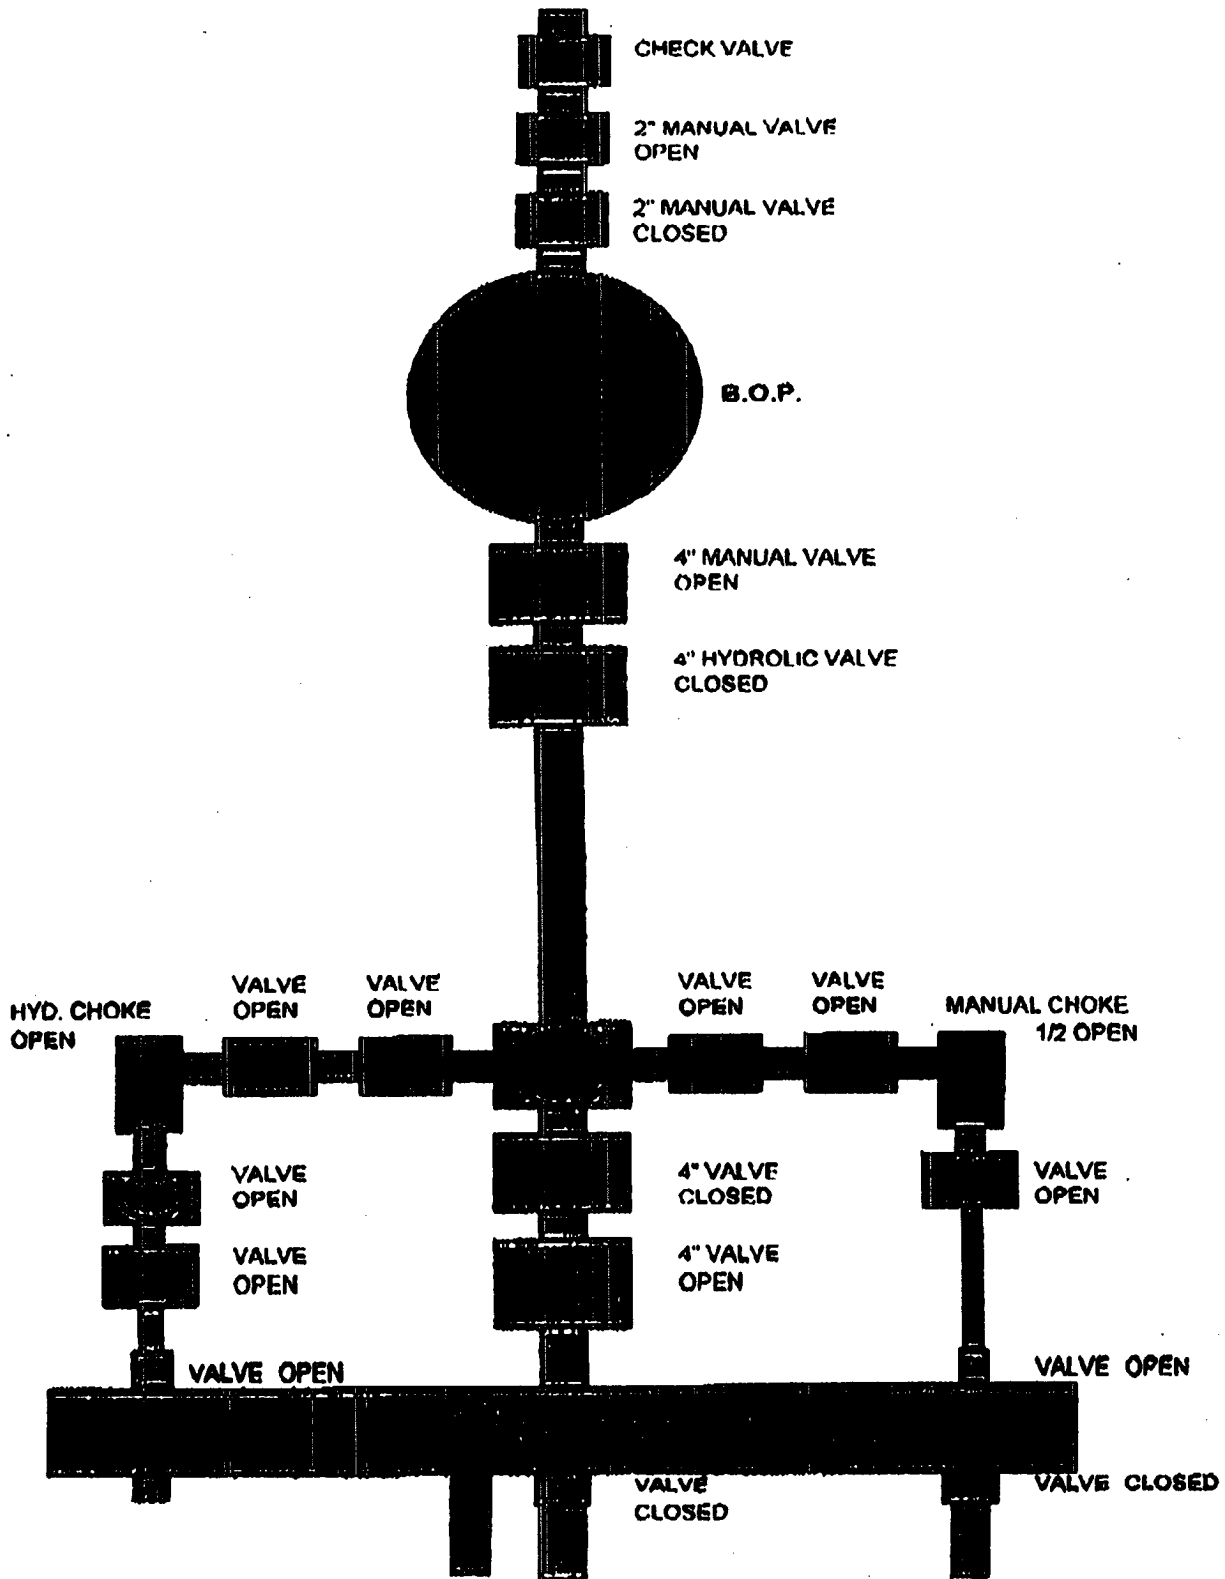 CHECK VALVE
2" MANUAL VALVE
OPEN
2" MANUAL VALVE
CLOSED
B.O.P.
4" MANUAL VALVE
OPEN
4" HYDROLIC VALVE
CLOSED
HYD. CHOKE
OPEN
VALVE
OPEN
VALVE
OPEN
VALVE
OPEN
VALVE
OPEN
MANUAL CHOKE
1/2 OPEN
VALVE
OPEN
4" VALVE
CLOSED
VALVE
OPEN
VALVE
OPEN
4" VALVE
OPEN
VALVE OPEN
VALVE OPEN
VALVE
CLOSED
VALVE CLOSED